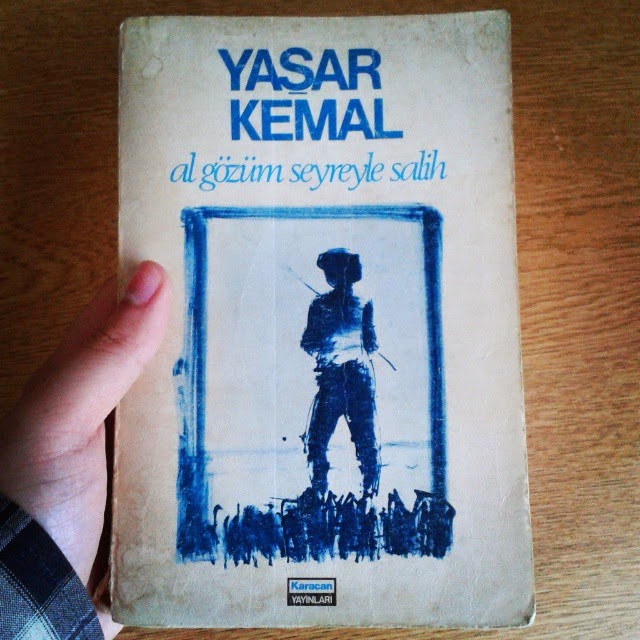 YAŞAR
KEMAL
al gözüm seyreyle salih
Karacan
YAYINLARI